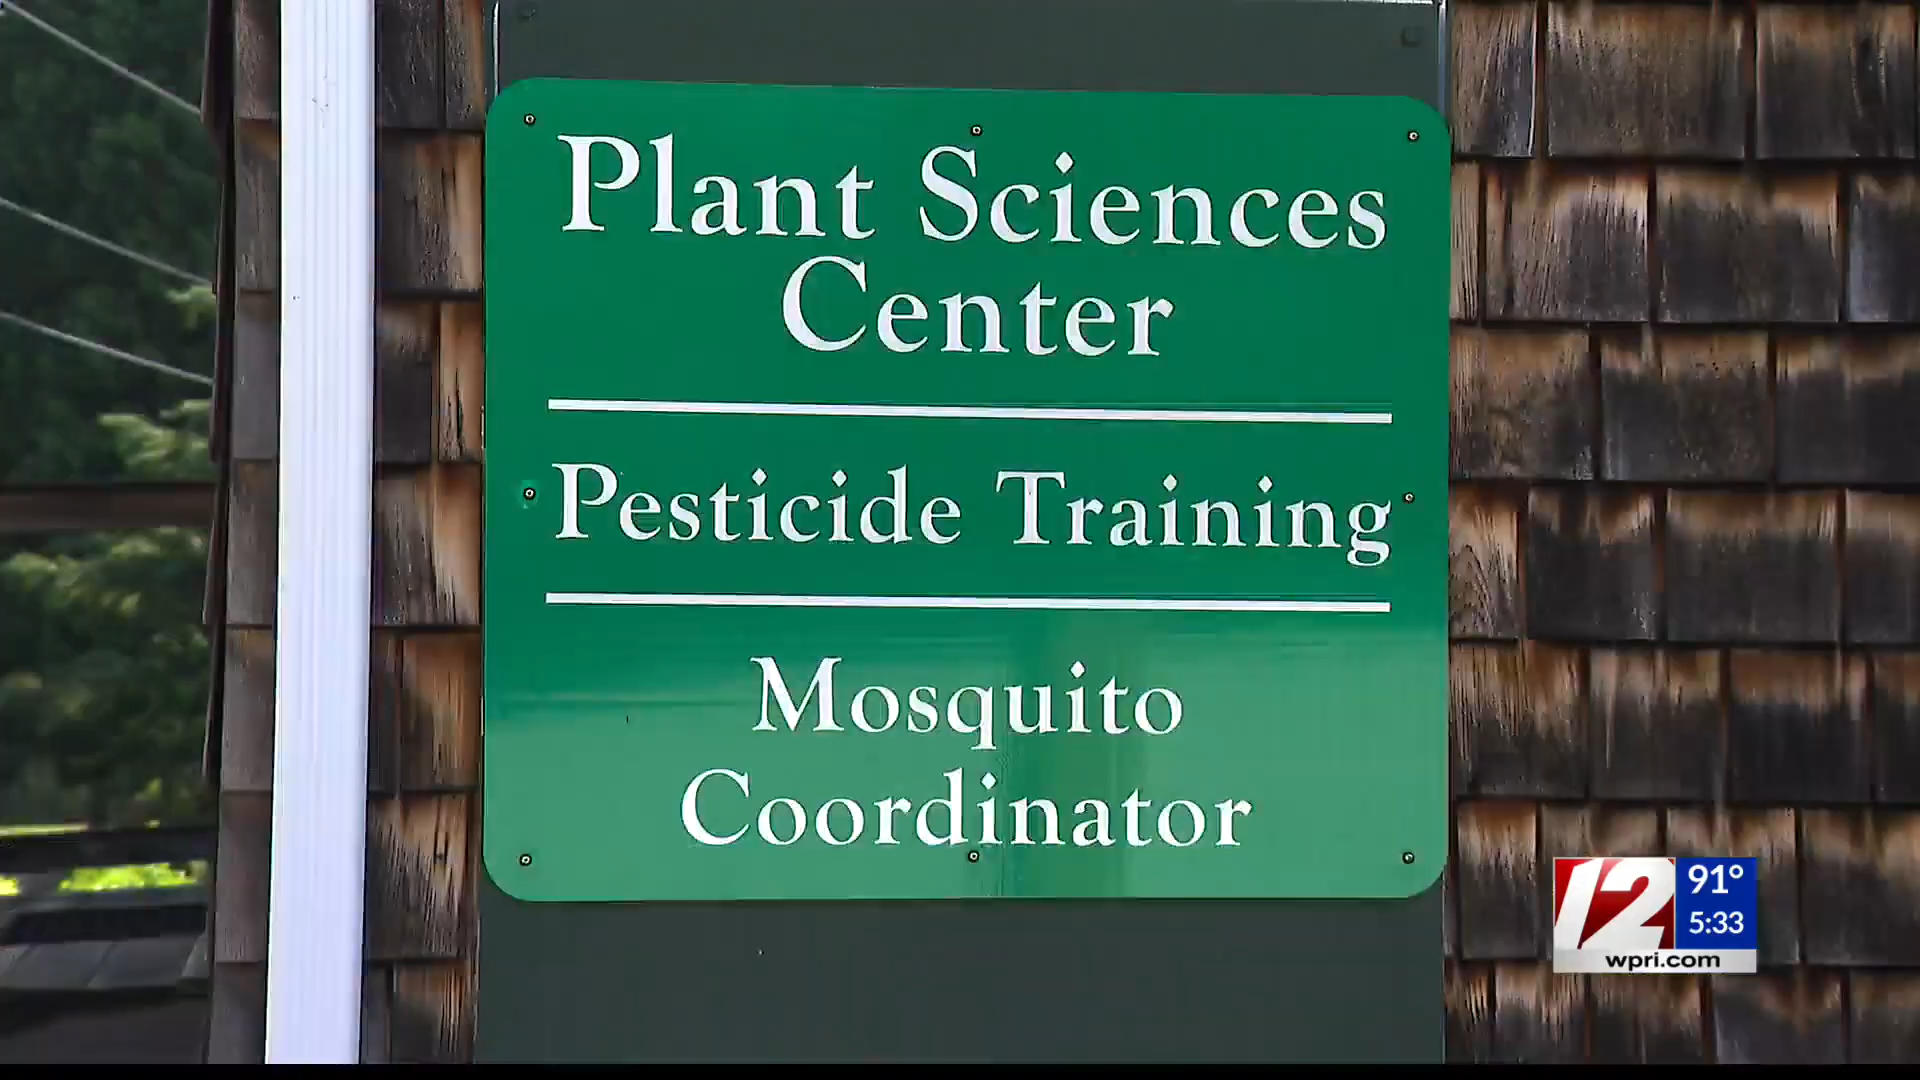 Plant Sciences
Center
Pesticide Training
Mosquito
Coordinator
12
91°
5:33
wpri.com